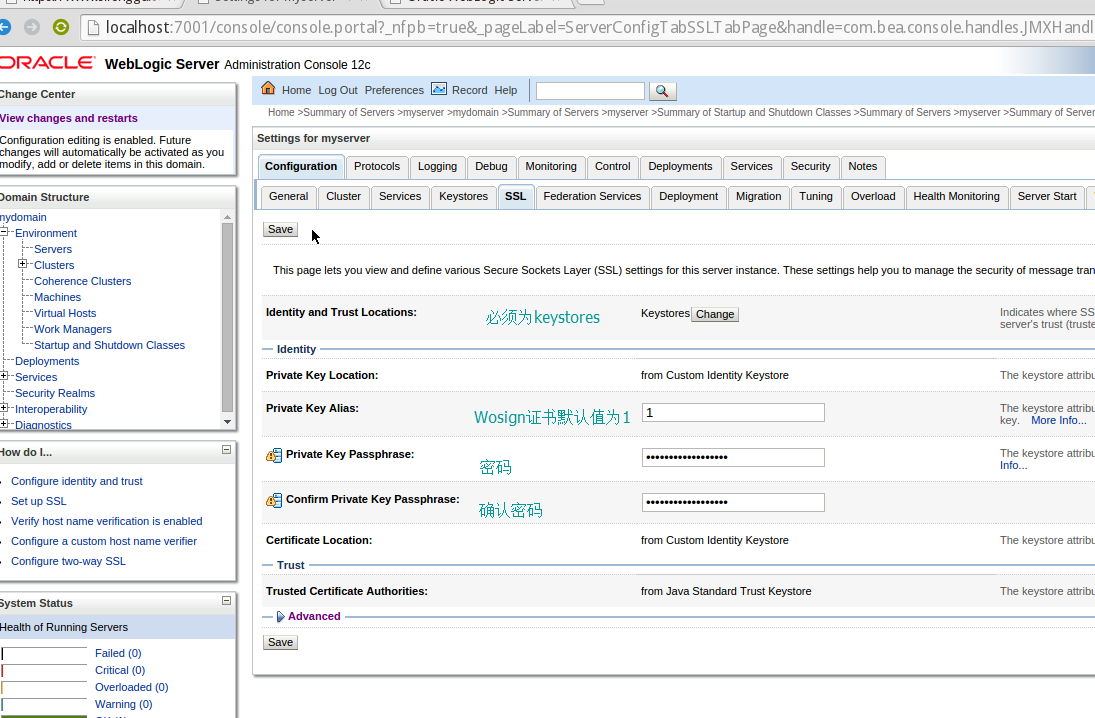 localhost:7001/console/console.portal?_nfpb=true&_pageLabel=ServerConfigTabSSLTabPage&handle=com.bea.console.handles.JMXHandl
ORACLE WebLogic Server Administration Console 12c
Change Center
View changes and restarts
Configuration editing is enabled. Future
changes will automatically be activated as you
modify, add or delete items in this domain.
Domain Structure
mydomain
Environment
Servers
Clusters
Coherence Clusters
Machines
Virtual Hosts
Work Managers
Startup and Shutdown Classes
Deployments
Services
Security Realms
Interoperability
Diagnostics
How do I...
Configure identity and trust
Set up SSL
Verify host name verification is enabled
Configure a custom host name verifier
Configure two-way SSL
System Status
Health of Running Servers
Failed (0)
Critical (0)
Overloaded (0)
Warning (0)
Home Log Out Preferences Record Help
Home >Summary of Servers >myserver >mydomain >Summary of Servers >myserver >Summary of Startup and Shutdown Classes >Summary of Servers >myserver >Summary of Server
Settings for myserver
Configuration Protocols Logging Debug Monitoring Control Deployments Services Security Notes
General Cluster Services Keystores SSL Federation Services Deployment Migration Tuning Overload Health Monitoring Server Start
Save
This page lets you view and define various Secure Sockets Layer (SSL) settings for this server instance. These settings help you to manage the security of message tran
Identity and Trust Locations: 必须为keystores Keystores Change Indicates where SS
server's trust (truste
Identity
Private Key Location: from Custom Identity Keystore The keystore attribu
Private Key Alias: Wosign证书默认值为1 1 The keystore attribu
key. More Info...
Private Key Passphrase: 密码 •••••••••••••••••• The keystore attribu
Info...
Confirm Private Key Passphrase: 确认密码 ••••••••••••••••••
Certificate Location: from Custom Identity Keystore The keystore attribu
Trust
Trusted Certificate Authorities: from Java Standard Trust Keystore The keystore attribu
Advanced
Save